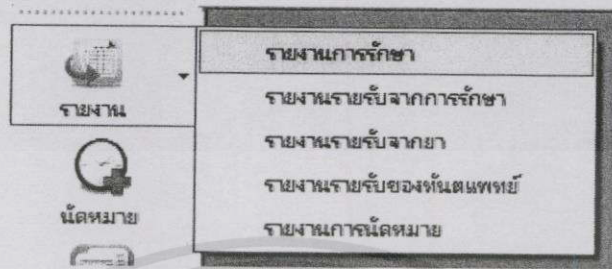 รายงาน
นัดหมาย
รายงานการรักษา
รายงานรายรับจากการรักษา
รายงานรายรับจากยา
รายงานรายรับของทันตแพทย์
รายงานการนัดหมาย